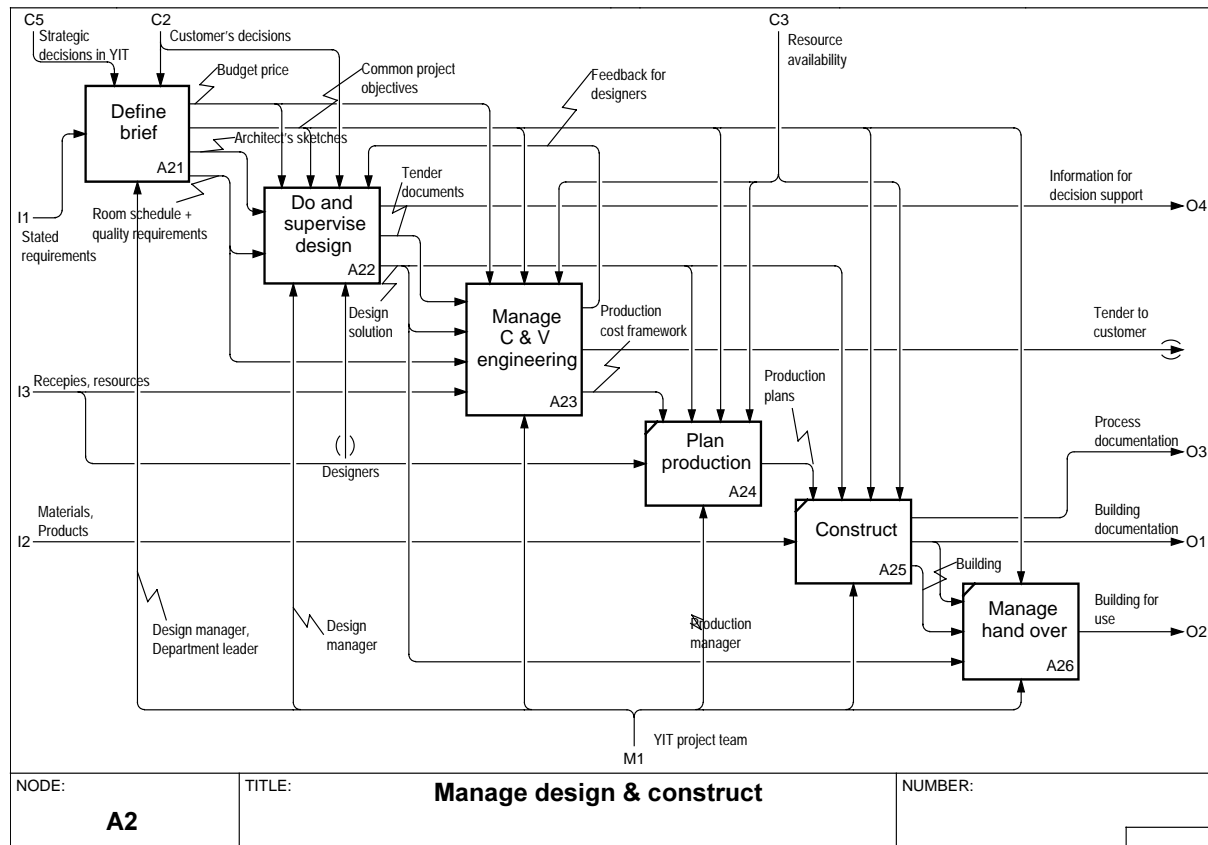 C5
C2
C3
Strategic
decisions in YIT
Customer's decisions
Resource
availability
Budget price
Common project
objectives
Feedback for
designers
Define
brief
A21
Architect's sketches
Tender
documents
Information for
decision support
O4
I1
Stated
requirements
Room schedule +
quality requirements
Do and
supervise
design
A22
Design
solution
Manage
C & V
engineering
A23
Production
cost framework
Tender to
customer
I3
Recepies, resources
Production
plans
Plan
production
A24
Process
documentation
O3
Designers
Materials,
Products
I2
Construct
A25
Building
documentation
O1
Building
Manage
hand over
A26
Building for
use
O2
Design manager,
Department leader
Design
manager
Production
manager
YIT project team
M1
NODE:
A2
TITLE:
Manage design & construct
NUMBER: